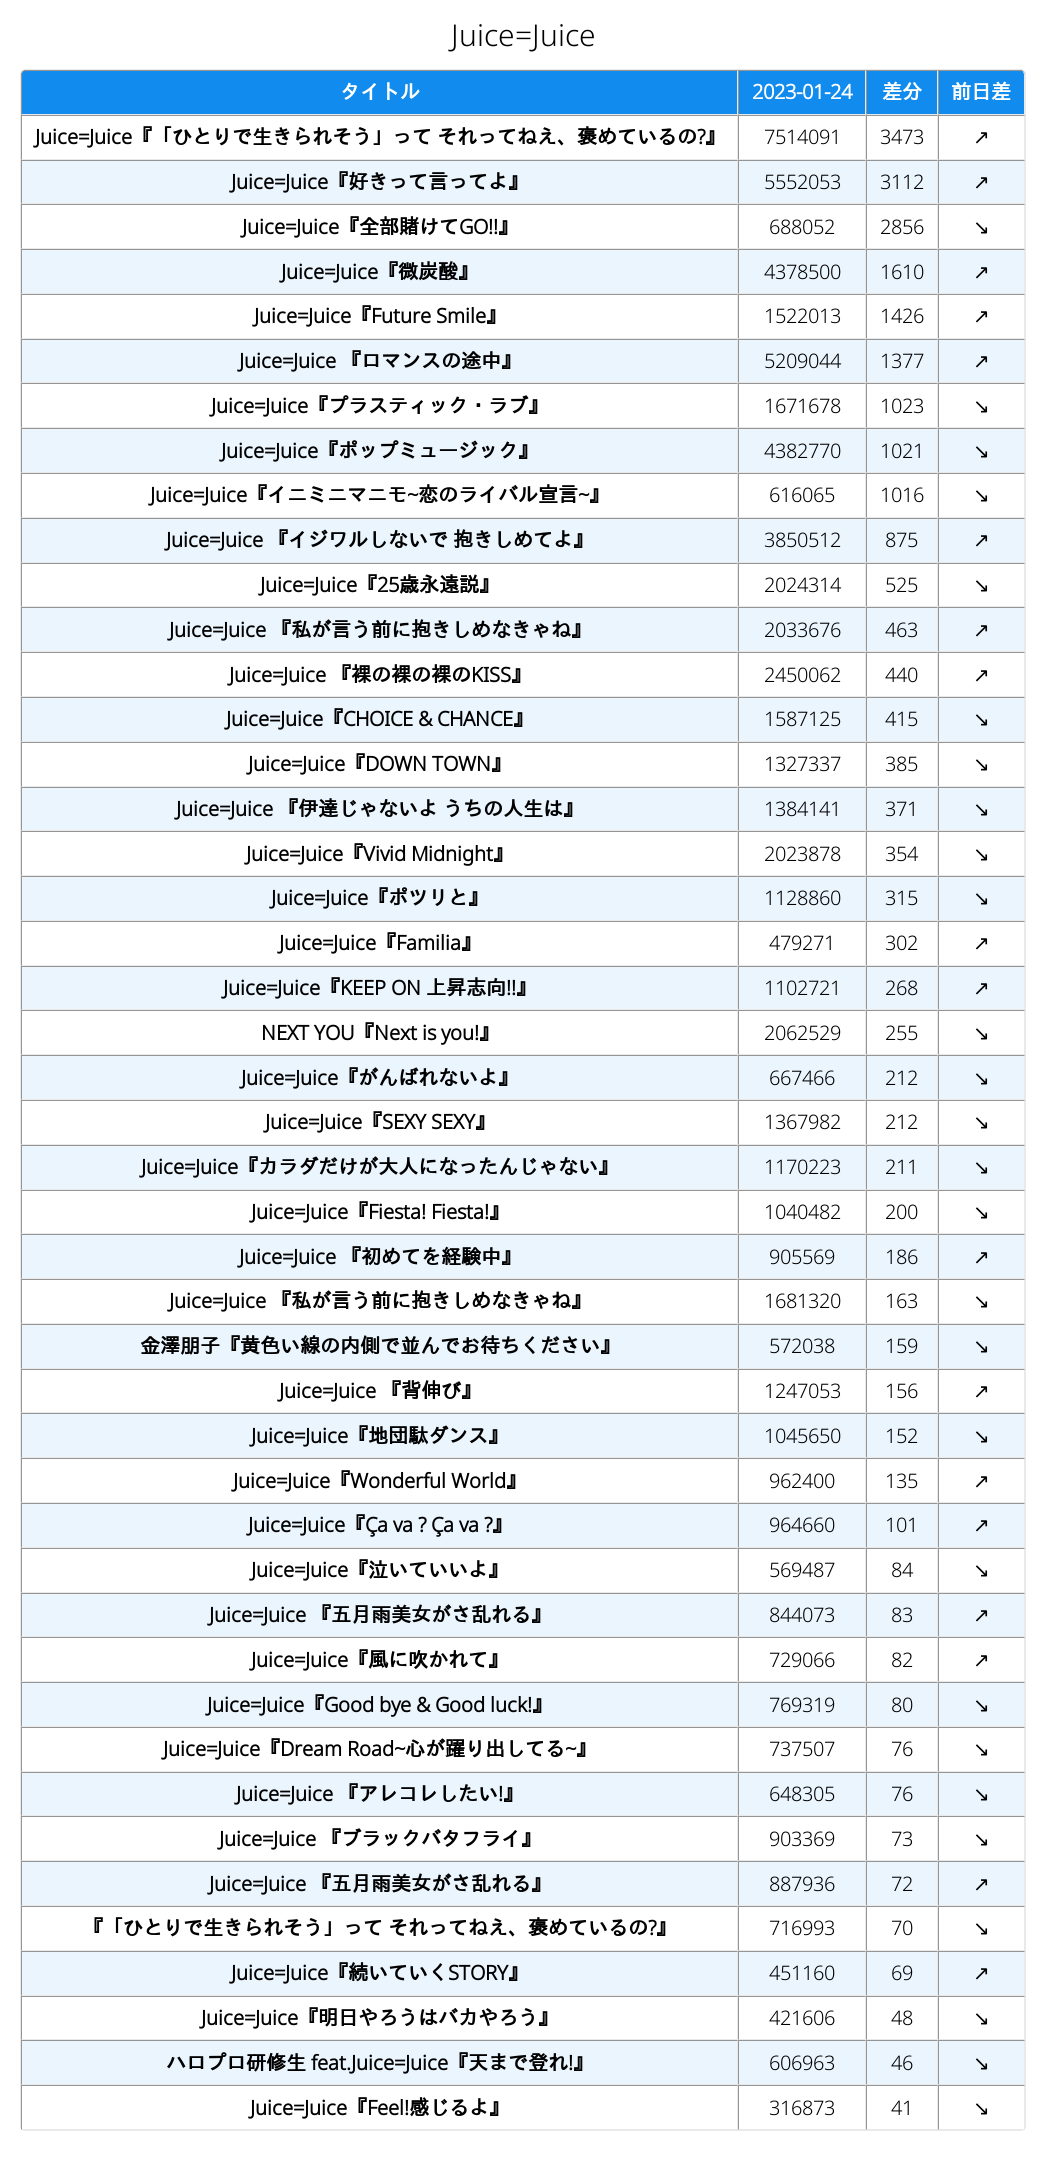 Juice=Juice
タイトル 2023-01-24 差分 前日差
Juice=Juice『「ひとりで生きられそう」って それってねえ、褒めているの?』 7514091 3473 ↗
Juice=Juice『好きって言ってよ』 5552053 3112 ↗
Juice=Juice『全部賭けてGO!!』 688052 2856 ↘
Juice=Juice『微炭酸』 4378500 1610 ↗
Juice=Juice『Future Smile』 1522013 1426 ↗
Juice=Juice 『ロマンスの途中』 5209044 1377 ↗
Juice=Juice『プラスティック・ラブ』 1671678 1023 ↘
Juice=Juice『ポップミュージック』 4382770 1021 ↘
Juice=Juice『イニミニマニモ~恋のライバル宣言~』 616065 1016 ↘
Juice=Juice 『イジワルしないで 抱きしめてよ』 3850512 875 ↗
Juice=Juice『25歳永遠説』 2024314 525 ↘
Juice=Juice 『私が言う前に抱きしめなきゃね』 2033676 463 ↗
Juice=Juice 『裸の裸の裸のKISS』 2450062 440 ↗
Juice=Juice『CHOICE & CHANCE』 1587125 415 ↘
Juice=Juice『DOWN TOWN』 1327337 385 ↘
Juice=Juice 『伊達じゃないよ うちの人生は』 1384141 371 ↘
Juice=Juice『Vivid Midnight』 2023878 354 ↘
Juice=Juice『ポツリと』 1128860 315 ↘
Juice=Juice『Familia』 479271 302 ↗
Juice=Juice『KEEP ON 上昇志向!!』 1102721 268 ↗
NEXT YOU『Next is you!』 2062529 255 ↘
Juice=Juice『がんばれないよ』 667466 212 ↘
Juice=Juice『SEXY SEXY』 1367982 212 ↘
Juice=Juice『カラダだけが大人になったんじゃない』 1170223 211 ↘
Juice=Juice『Fiesta! Fiesta!』 1040482 200 ↘
Juice=Juice 『初めてを経験中』 905569 186 ↗
Juice=Juice 『私が言う前に抱きしめなきゃね』 1681320 163 ↘
金澤朋子『黄色い線の内側で並んでお待ちください』 572038 159 ↘
Juice=Juice 『背伸び』 1247053 156 ↗
Juice=Juice『地団駄ダンス』 1045650 152 ↘
Juice=Juice『Wonderful World』 962400 135 ↗
Juice=Juice『Ça va ? Ça va ?』 964660 101 ↗
Juice=Juice『泣いていいよ』 569487 84 ↘
Juice=Juice 『五月雨美女がさ乱れる』 844073 83 ↗
Juice=Juice『風に吹かれて』 729066 82 ↗
Juice=Juice『Good bye & Good luck!』 769319 80 ↘
Juice=Juice『Dream Road~心が躍り出してる~』 737507 76 ↘
Juice=Juice 『アレコレしたい!』 648305 76 ↘
Juice=Juice 『ブラックバタフライ』 903369 73 ↘
Juice=Juice 『五月雨美女がさ乱れる』 887936 72 ↗
『「ひとりで生きられそう」って それってねえ、褒めているの?』 716993 70 ↘
Juice=Juice『続いていくSTORY』 451160 69 ↗
Juice=Juice『明日やろうはバカやろう』 421606 48 ↘
ハロプロ研修生 feat.Juice=Juice『天まで登れ!』 606963 46 ↘
Juice=Juice『Feel!感じるよ』 316873 41 ↘